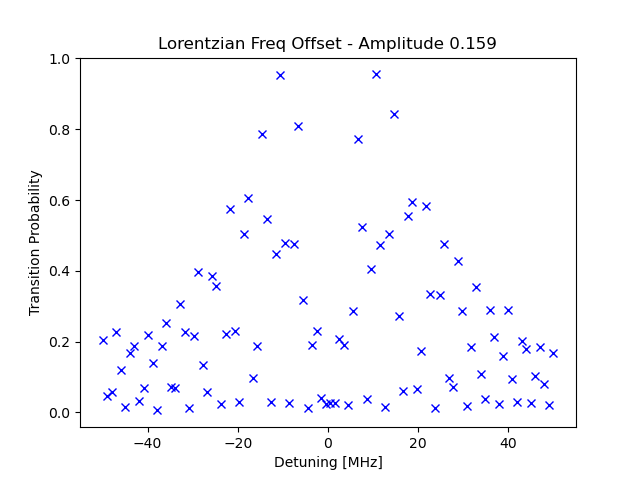 Lorentzian Freq Offset - Amplitude 0.159
1.0
0.8
0.6
0.4
0.2
0.0
Transition Probability
−40 −20 0 20 40
Detuning [MHz]